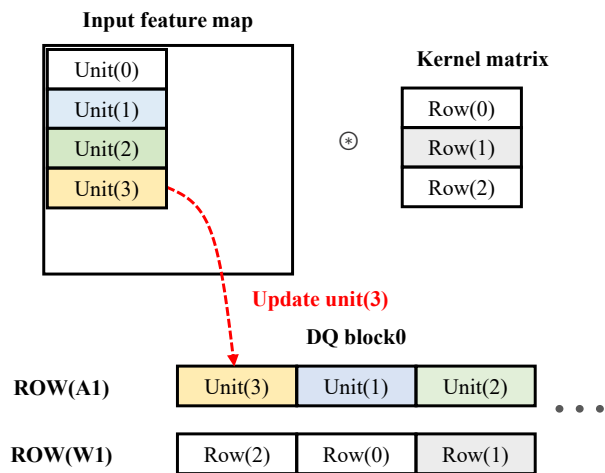 Input feature map
Unit(0)
Unit(1)
Unit(2)
Unit(3)
Kernel matrix
Row(0)
Row(1)
Row(2)
Update unit(3)
DQ block0
ROW(A1) Unit(3) Unit(1) Unit(2) • • •
ROW(W1) Row(2) Row(0) Row(1)